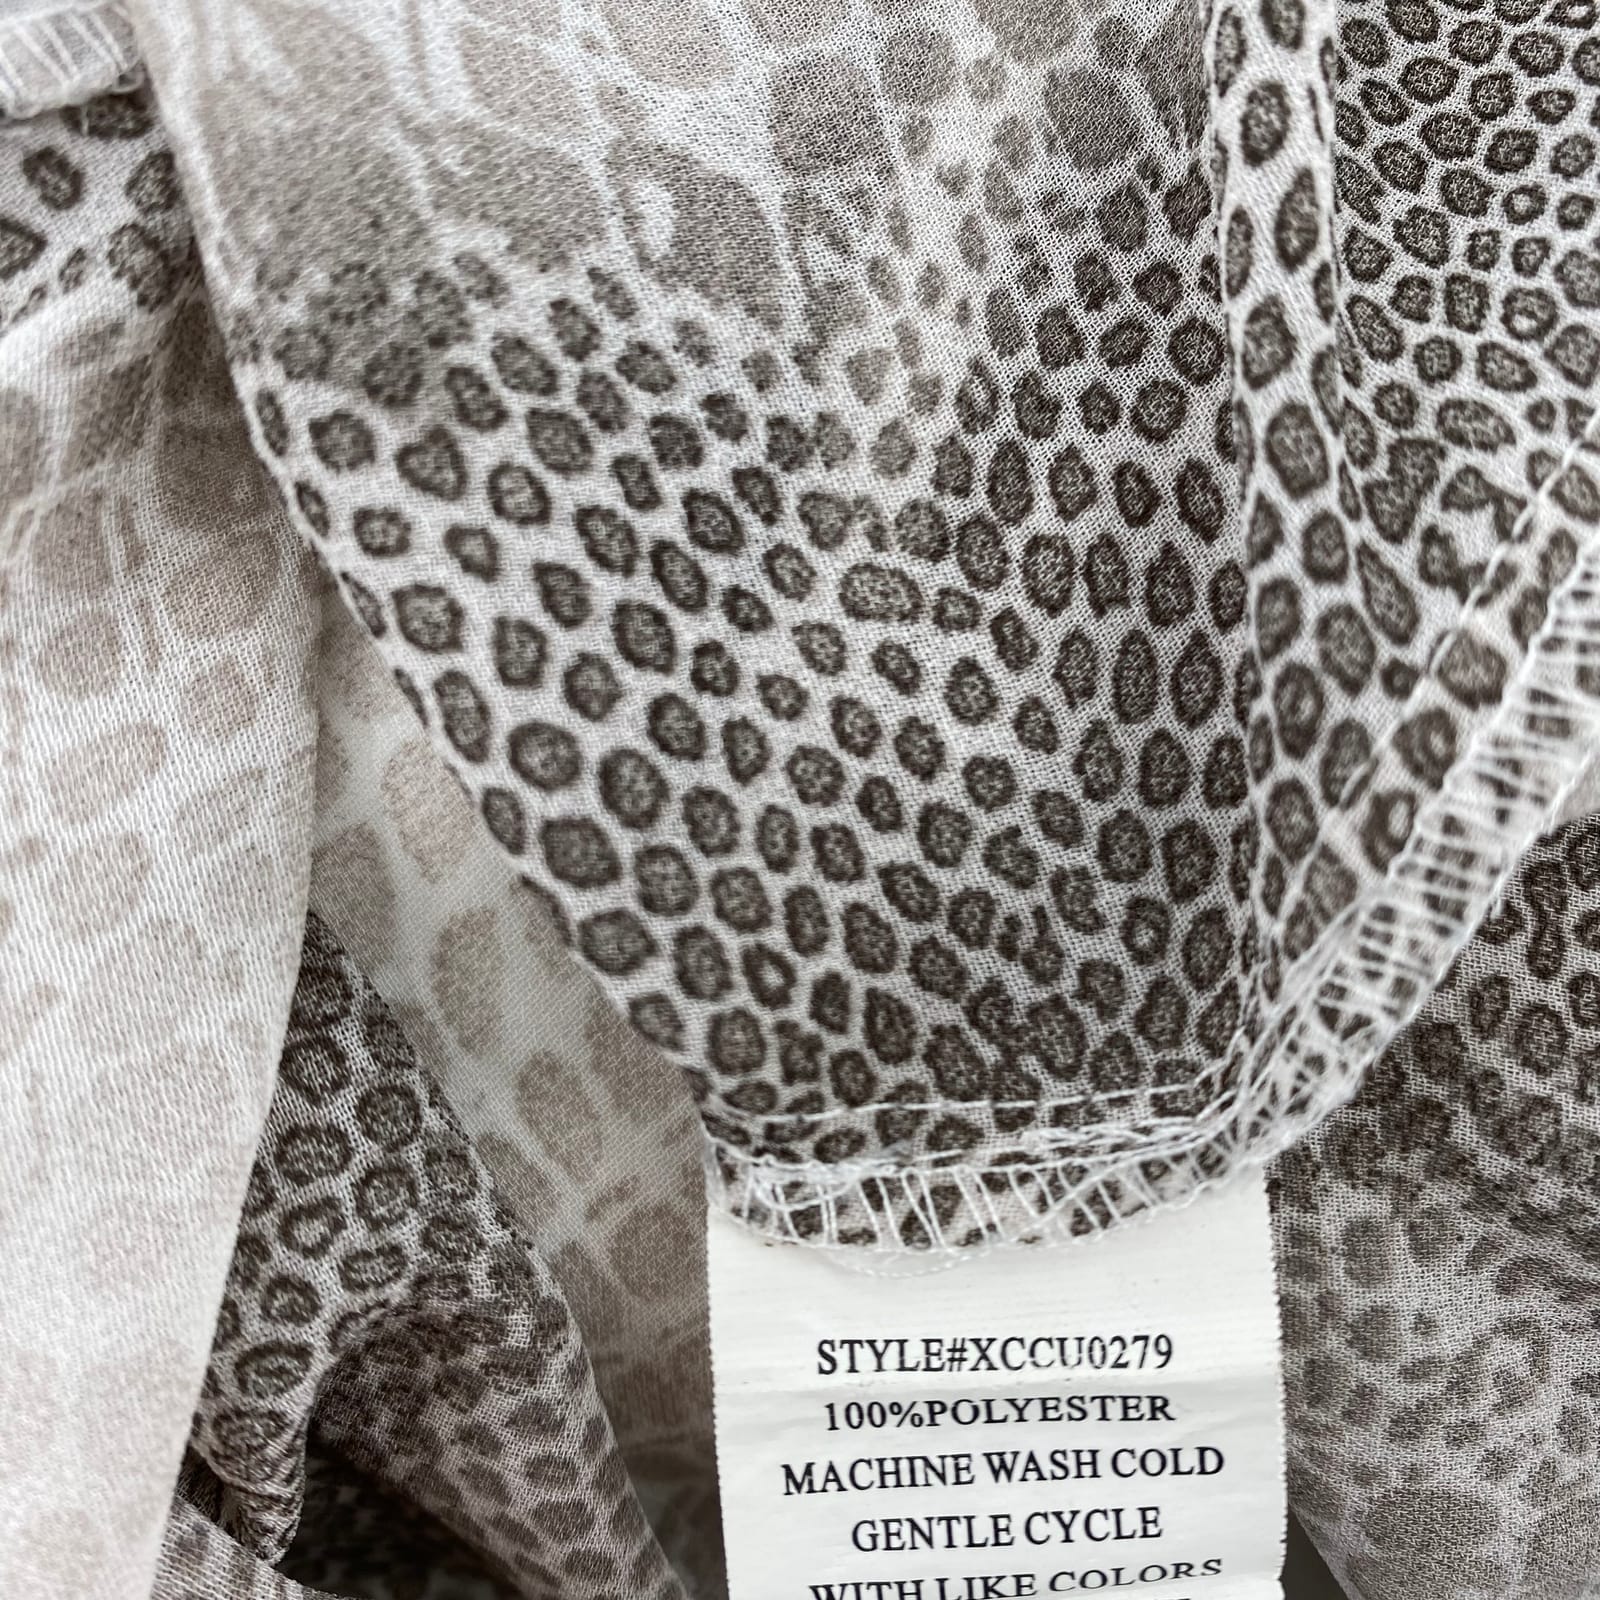 STYLE#XCCU0279
100%POLYESTER
MACHINE WASH COLD
GENTLE CYCLE
WITH LIKE COLORS